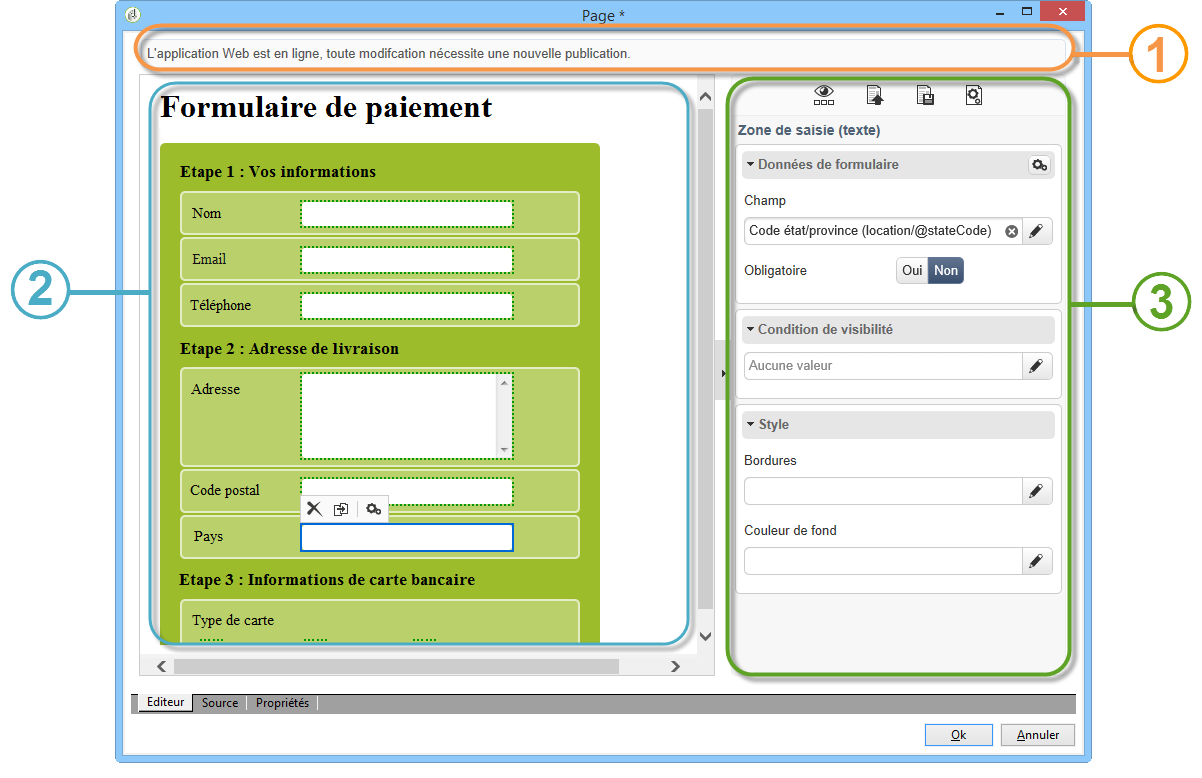 Page *
L'application Web est en ligne, toute modifcation nécessite une nouvelle publication.
1
Formulaire de paiement
Etape 1 : Vos informations
Nom
Email
Téléphone
Etape 2 : Adresse de livraison
Adresse
Code postal
Pays
Etape 3 : Informations de carte bancaire
Type de carte
2
Zone de saisie (texte)
Données de formulaire
Champ
Code état/province (location/@stateCode)
Obligatoire
Oui
Non
Condition de visibilité
Aucune valeur
Style
Bordures
Couleur de fond
3
Editeur
Source
Propriétés
Ok
Annuler